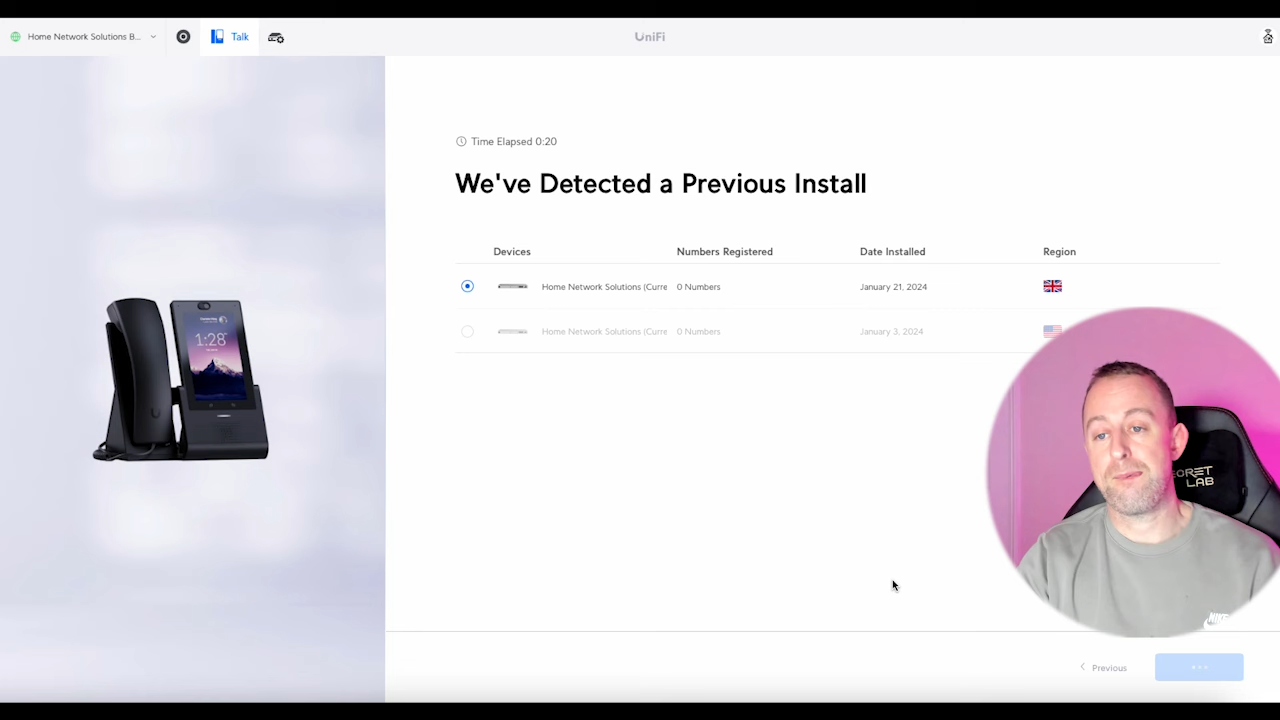 Home Network Solutions B...
Talk
UniFi
Time Elapsed 0:20
We've Detected a Previous Install
Devices Numbers Registered Date Installed Region
Home Network Solutions (Curre 0 Numbers January 21, 2024
Home Network Solutions (Curre 0 Numbers January 3, 2024
1:28
LAB
NIKE
Previous